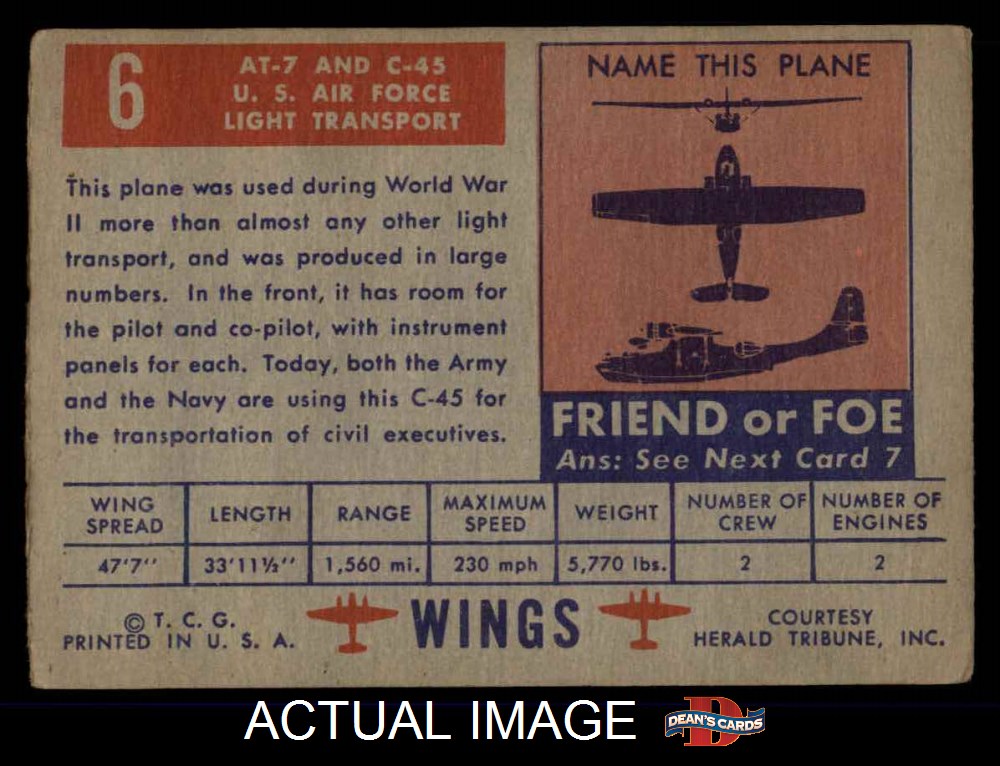 6
AT-7 AND C-45
U. S. AIR FORCE
LIGHT TRANSPORT
This plane was used during World War
II more than almost any other light
transport, and was produced in large
numbers. In the front, it has room for
the pilot and co-pilot, with instrument
panels for each. Today, both the Army
and the Navy are using this C-45 for
the transportation of civil executives.
NAME THIS PLANE
FRIEND or FOE
Ans: See Next Card 7
WING SPREAD LENGTH RANGE MAXIMUM SPEED WEIGHT NUMBER OF CREW NUMBER OF ENGINES
47'7" 33'11½" 1,560 mi. 230 mph 5,770 lbs. 2 2
© T. C. G.
PRINTED IN U. S. A.
WINGS
COURTESY
HERALD TRIBUNE, INC.
ACTUAL IMAGE
D
DEAN'S CARDS